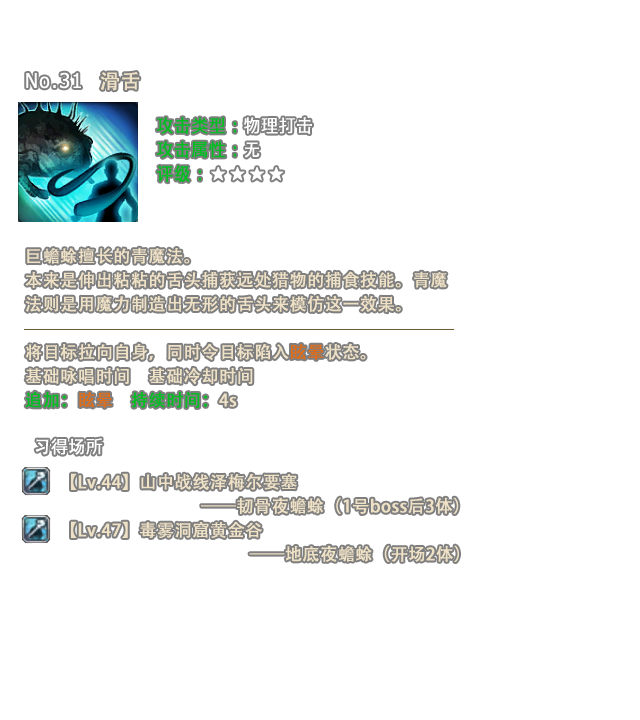 No.31 滑舌
攻击类型：物理打击
攻击属性：无
评级：☆☆☆☆
巨蟾蜍擅长的青魔法。
本来是伸出粘粘的舌头捕获远处猎物的捕食技能。青魔
法则是用魔力制造出无形的舌头来模仿这一效果。
将目标拉向自身，同时令目标陷入眩晕状态。
基础咏唱时间 基础冷却时间
追加：眩晕 持续时间：4s
习得场所
【Lv.44】山中战线泽梅尔要塞
——韧骨夜蟾蜍（1号boss后3体）
【Lv.47】毒雾洞窟黄金谷
——地底夜蟾蜍（开场2体）